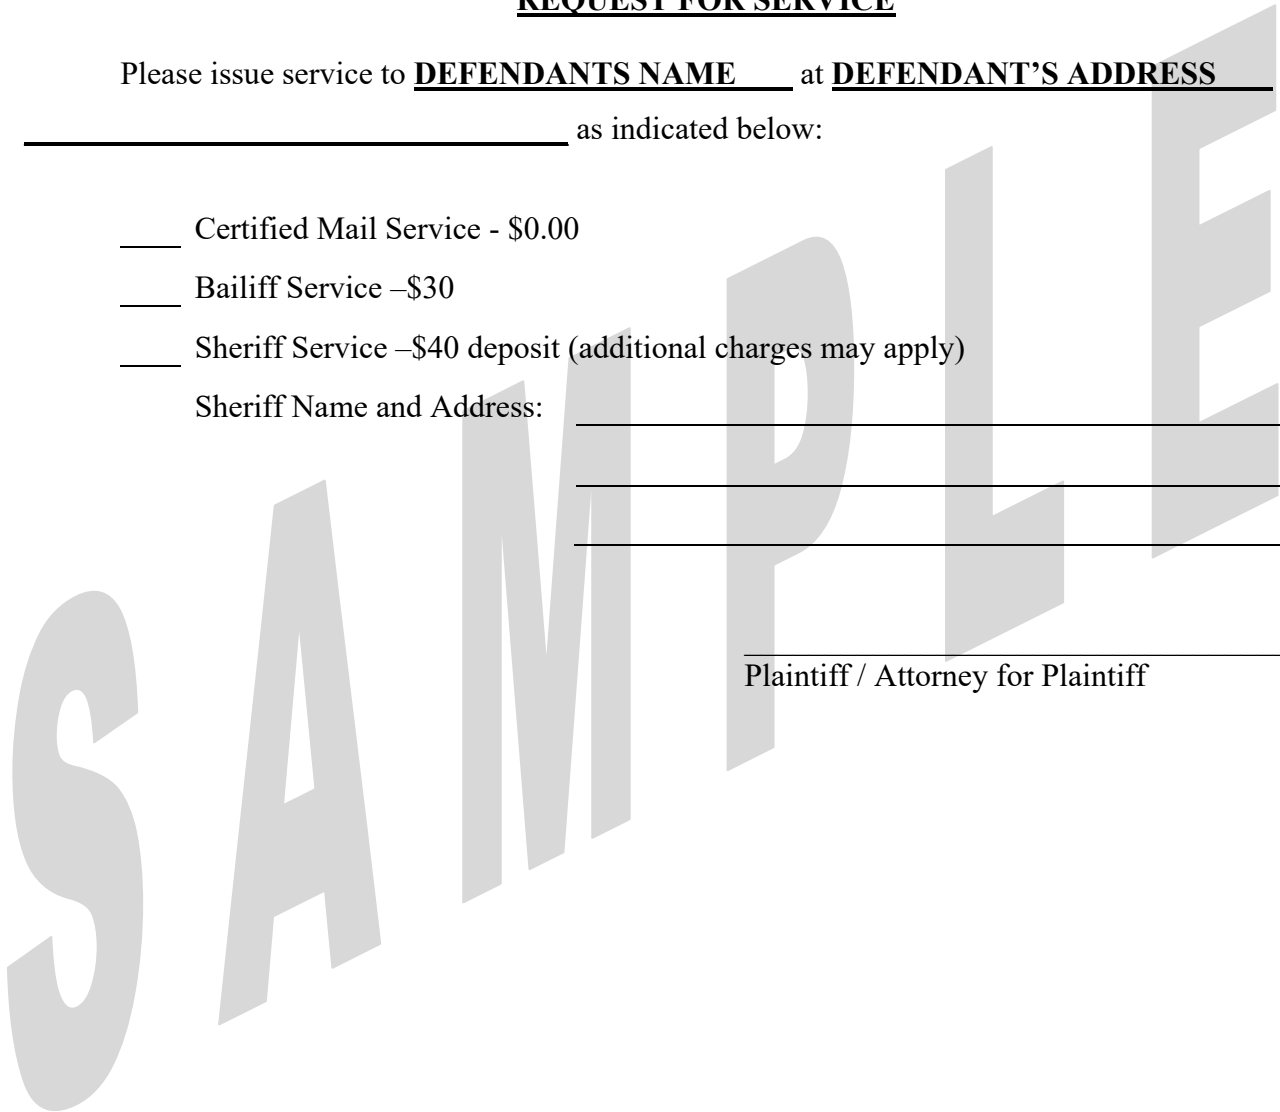 REQUEST FOR SERVICE
Please issue service to DEFENDANTS NAME at DEFENDANT’S ADDRESS
as indicated below:
Certified Mail Service - $0.00
Bailiff Service –$30
Sheriff Service –$40 deposit (additional charges may apply)
Sheriff Name and Address:
Plaintiff / Attorney for Plaintiff
SAMPLE